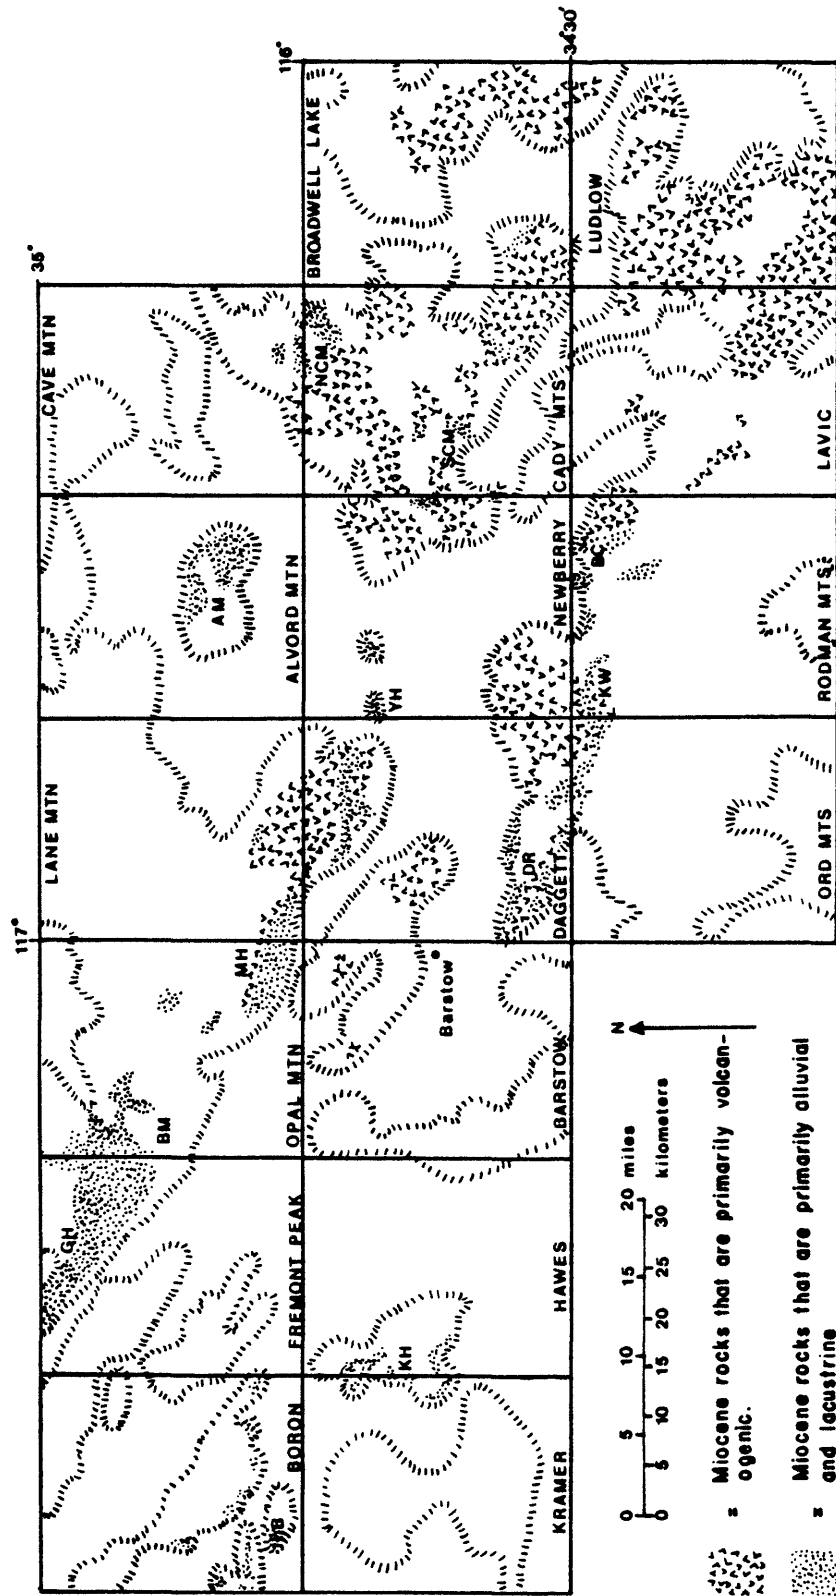 117°
35°
LANE MTN
CAVE MTN
GH
BM
AM
MH
B
BORON
FREMONT PEAK
OPAL MTN
ALVORD MTN
116°
BROADWELL LAKE
NCM
KH
YH
SCM
Barstow
DR
KRAMER
HAWES
BARSTOW
DAGGETT
NEWBERRY
CADY MTS
34°30'
LUDLOW
KW
BC
N
0 5 10 15 20 miles
0 5 10 15 20 25 30 kilometers
= Miocene rocks that are primarily volcan-
ogenic.
= Miocene rocks that are primarily alluvial
and lacustrine
ORD MTS
RODMAN MTS
LAVIC